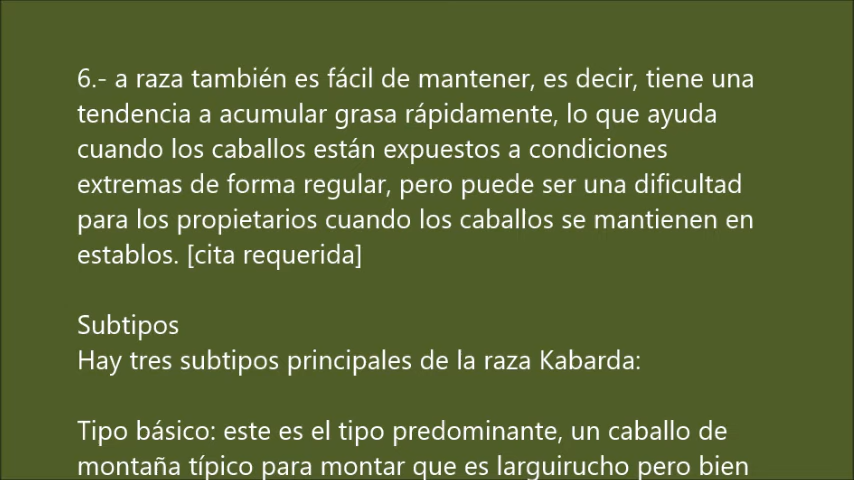 6.- a raza también es fácil de mantener, es decir, tiene una
tendencia a acumular grasa rápidamente, lo que ayuda
cuando los caballos están expuestos a condiciones
extremas de forma regular, pero puede ser una dificultad
para los propietarios cuando los caballos se mantienen en
establos. [cita requerida]
Subtipos
Hay tres subtipos principales de la raza Kabarda:
Tipo básico: este es el tipo predominante, un caballo de
montaña típico para montar que es larguirucho pero bien